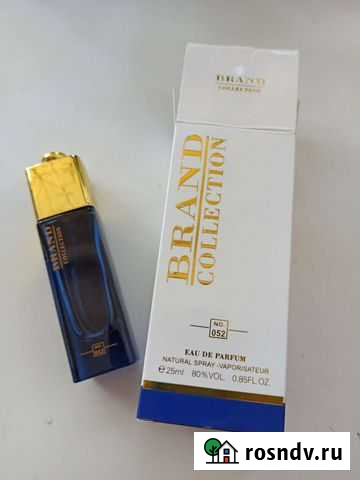 BRAND
COLLECTION
BRAND
COLLECTION
NO.
052
EAU DE PARFUM
NATURAL SPRAY-VAPORISATEUR
e 25ml 80%VOL. 0.85FL.OZ.
BRAND
COLLECTION
NO.
rosndv.ru